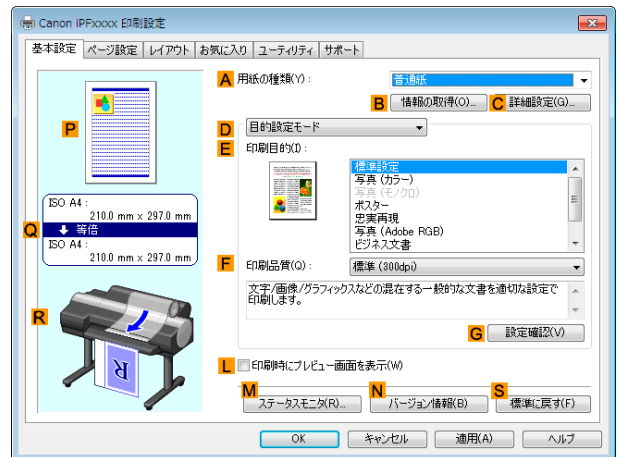 Canon iPFxxxx 印刷設定
基本設定 ページ設定 レイアウト お気に入り ユーティリティ サポート
A 用紙の種類(Y)： 普通紙
B 情報の取得(O)... C 詳細設定(G)...
P
D 目的設定モード
E 印刷目的(I)：
標準設定
写真 (カラー)
写真 (モノクロ)
ポスター
忠実再現
写真 (Adobe RGB)
ビジネス文書
ISO A4：
210.0 mm x 297.0 mm
Q 等倍
ISO A4：
210.0 mm x 297.0 mm
F 印刷品質(Q)： 標準 (300dpi)
文字/画像/グラフィックスなどの混在する一般的な文書を適切な設定で
印刷します。
R
G 設定確認(V)
R
L 印刷時にプレビュー画面を表示(W)
M N S
ステータスモニタ(R)... バージョン情報(B) 標準に戻す(F)
OK キャンセル 適用(A) ヘルプ